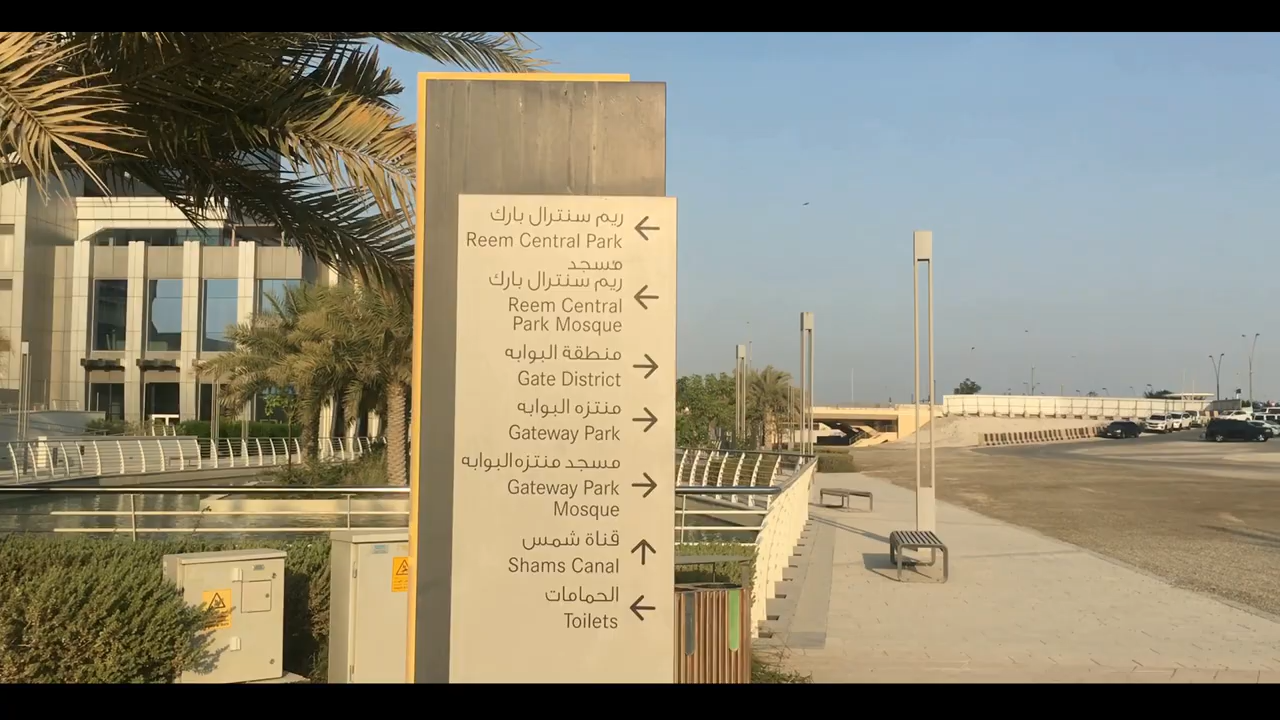 ريم سنترال بارك
Reem Central Park
مسجد
ريم سنترال بارك
Reem Central
Park Mosque
منطقة البوابه
Gate District
منتزه البوابه
Gateway Park
مسجد منتزه البوابه
Gateway Park
Mosque
قناة شمس
Shams Canal
الحمامات
Toilets